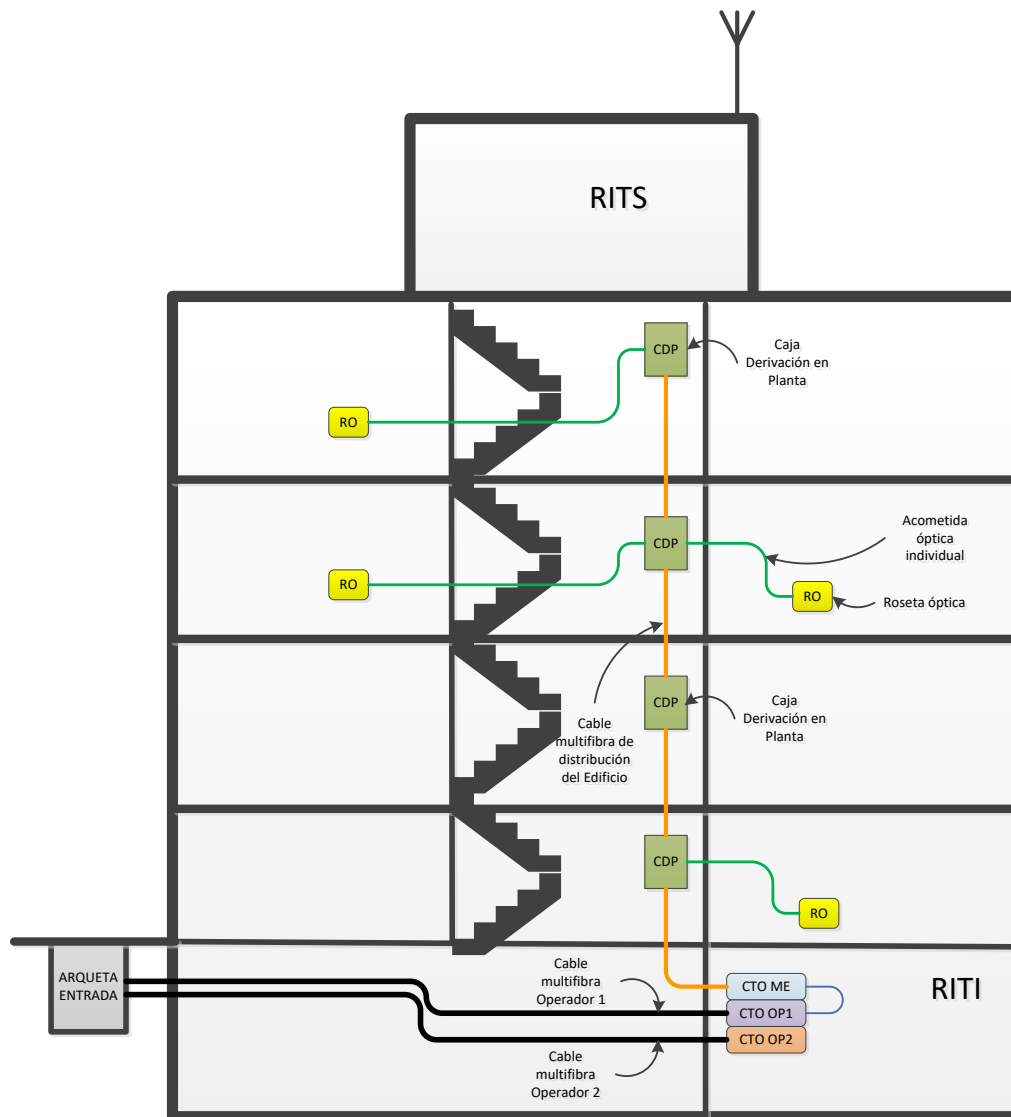 RITS
CDP
Caja
Derivación en
Planta
RO
CDP
Acometida
óptica
individual
RO
RO
Roseta óptica
CDP
Caja
Derivación en
Planta
Cable
multifibra de
distribución
del Edificio
CDP
RO
ARQUETA
ENTRADA
Cable
multifibra
Operador 1
CTO ME
CTO OP1
CTO OP2
RITI
Cable
multifibra
Operador 2